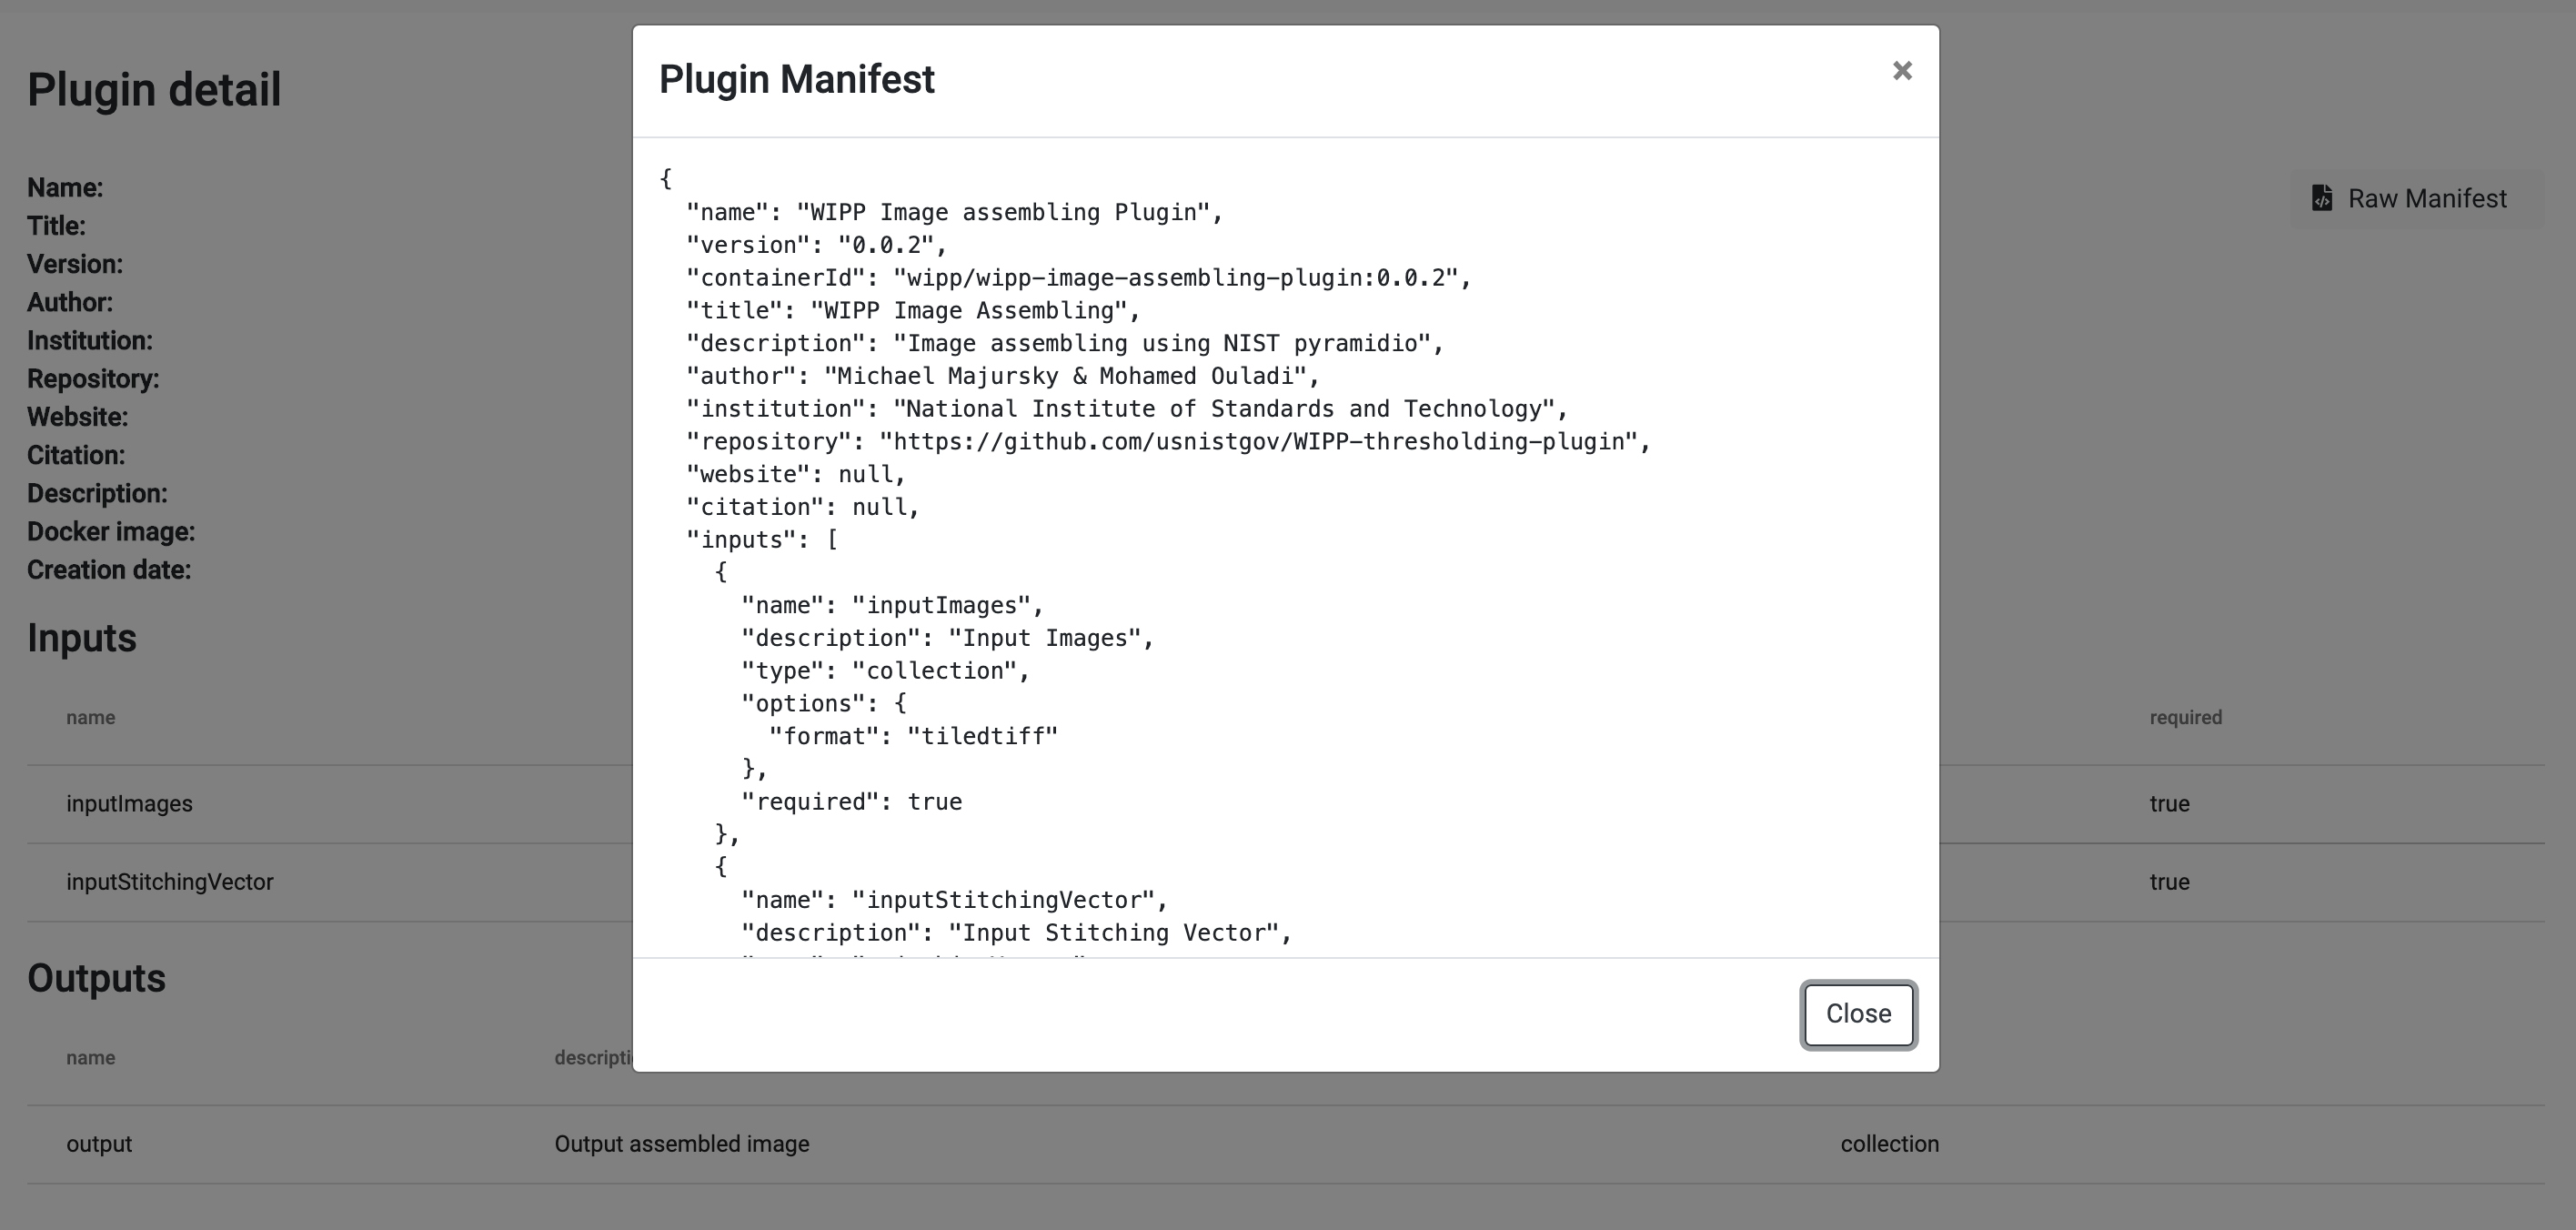 Plugin detail
Name:
Title:
Version:
Author:
Institution:
Repository:
Website:
Citation:
Description:
Docker image:
Creation date:
Raw Manifest
Inputs
name
required
inputImages
true
inputStitchingVector
true
Outputs
name
output
Output assembled image
collection
Plugin Manifest
×
{
"name": "WIPP Image assembling Plugin",
"version": "0.0.2",
"containerId": "wipp/wipp-image-assembling-plugin:0.0.2",
"title": "WIPP Image Assembling",
"description": "Image assembling using NIST pyramidio",
"author": "Michael Majursky & Mohamed Ouladi",
"institution": "National Institute of Standards and Technology",
"repository": "https://github.com/usnistgov/WIPP-thresholding-plugin",
"website": null,
"citation": null,
"inputs": [
{
"name": "inputImages",
"description": "Input Images",
"type": "collection",
"options": {
"format": "tiledtiff"
},
"required": true
},
{
"name": "inputStitchingVector",
"description": "Input Stitching Vector",
Close